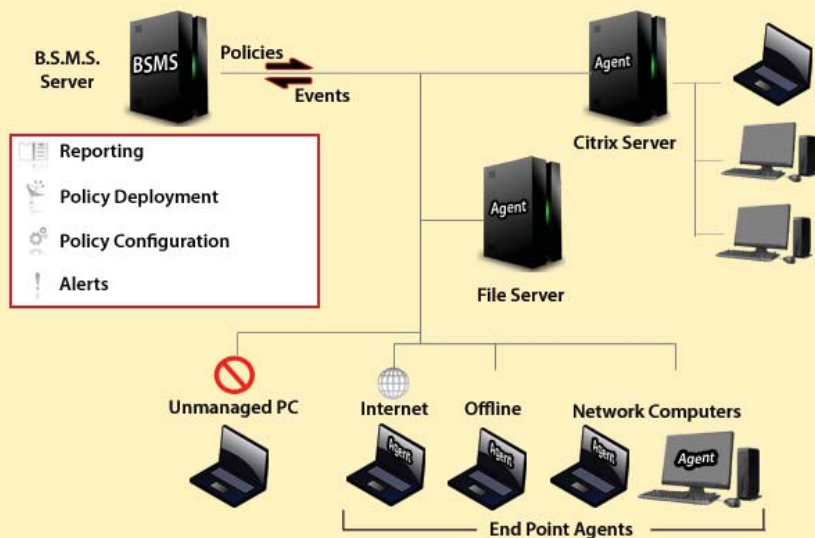 B.S.M.S.
Server
BSMS
Policies
Events
Agent
Citrix Server
Reporting
Policy Deployment
Policy Configuration
Alerts
Agent
File Server
Unmanaged PC
Internet
Offline
Network Computers
Agent
Agent
Agent
Agent
End Point Agents